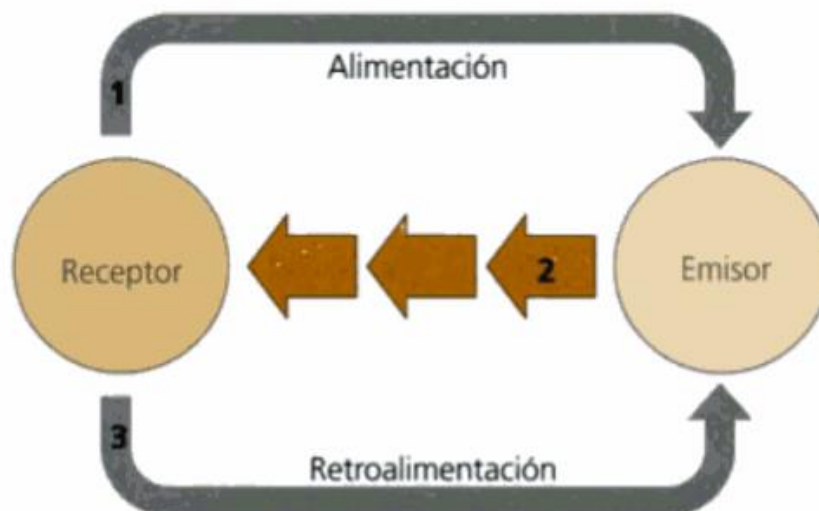 1
Alimentación
Receptor
2
Emisor
3
Retroalimentación